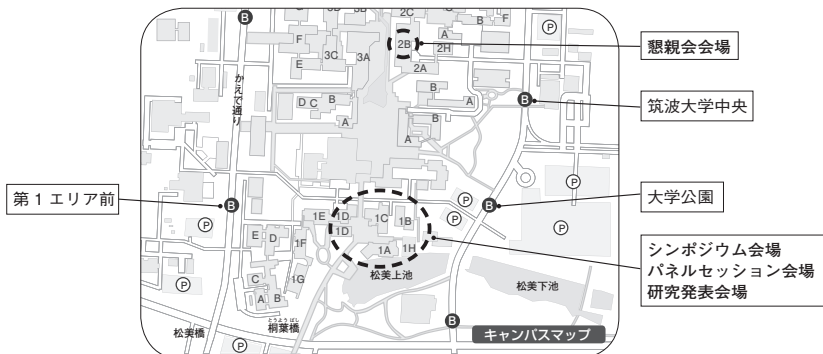 B
2C
B
F
P
懇親会会場
F
3C
E
3A
2B
A
2H
2A
かえで通り
D
C
B
A
B
A
B
A
B
筑波大学中央
P
第1エリア前
B
P
1E
1D
1D
1C
1B
P
P
B
大学公園
P
1F
1A
1H
シンポジウム会場
パネルセッション会場
研究発表会場
E
D
C
A
B
1G
松美上池
松美下池
P
P
とうようばし
桐葉橋
松美橋
P
B
キャンパスマップ
P